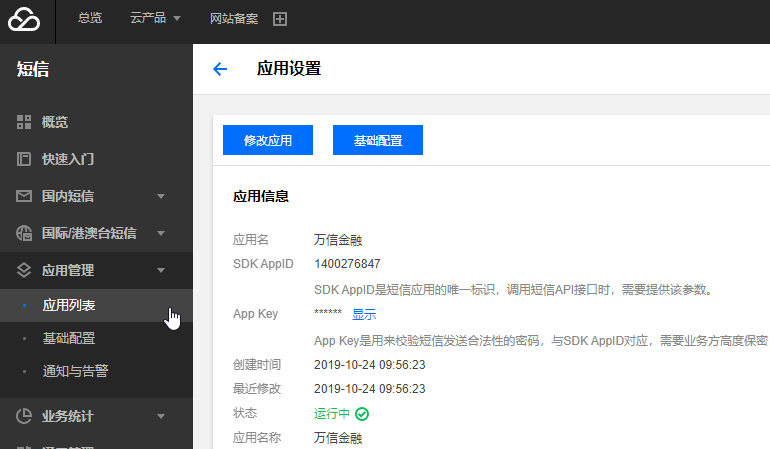 总览 云产品 网站备案
短信
应用设置
概览
快速入门
国内短信
国际/港澳台短信
应用管理
应用列表
基础配置
通知与告警
业务统计
修改应用 基础配置
应用信息
应用名 万信金融
SDK AppID 1400276847
SDK AppID是短信应用的唯一标识，调用短信API接口时，需要提供该参数。
App Key ****** 显示
App Key是用来校验短信发送合法性的密码，与SDK AppID对应，需要业务方高度保密
创建时间 2019-10-24 09:56:23
最近修改 2019-10-24 09:56:23
状态 运行中
应用名称 万信金融